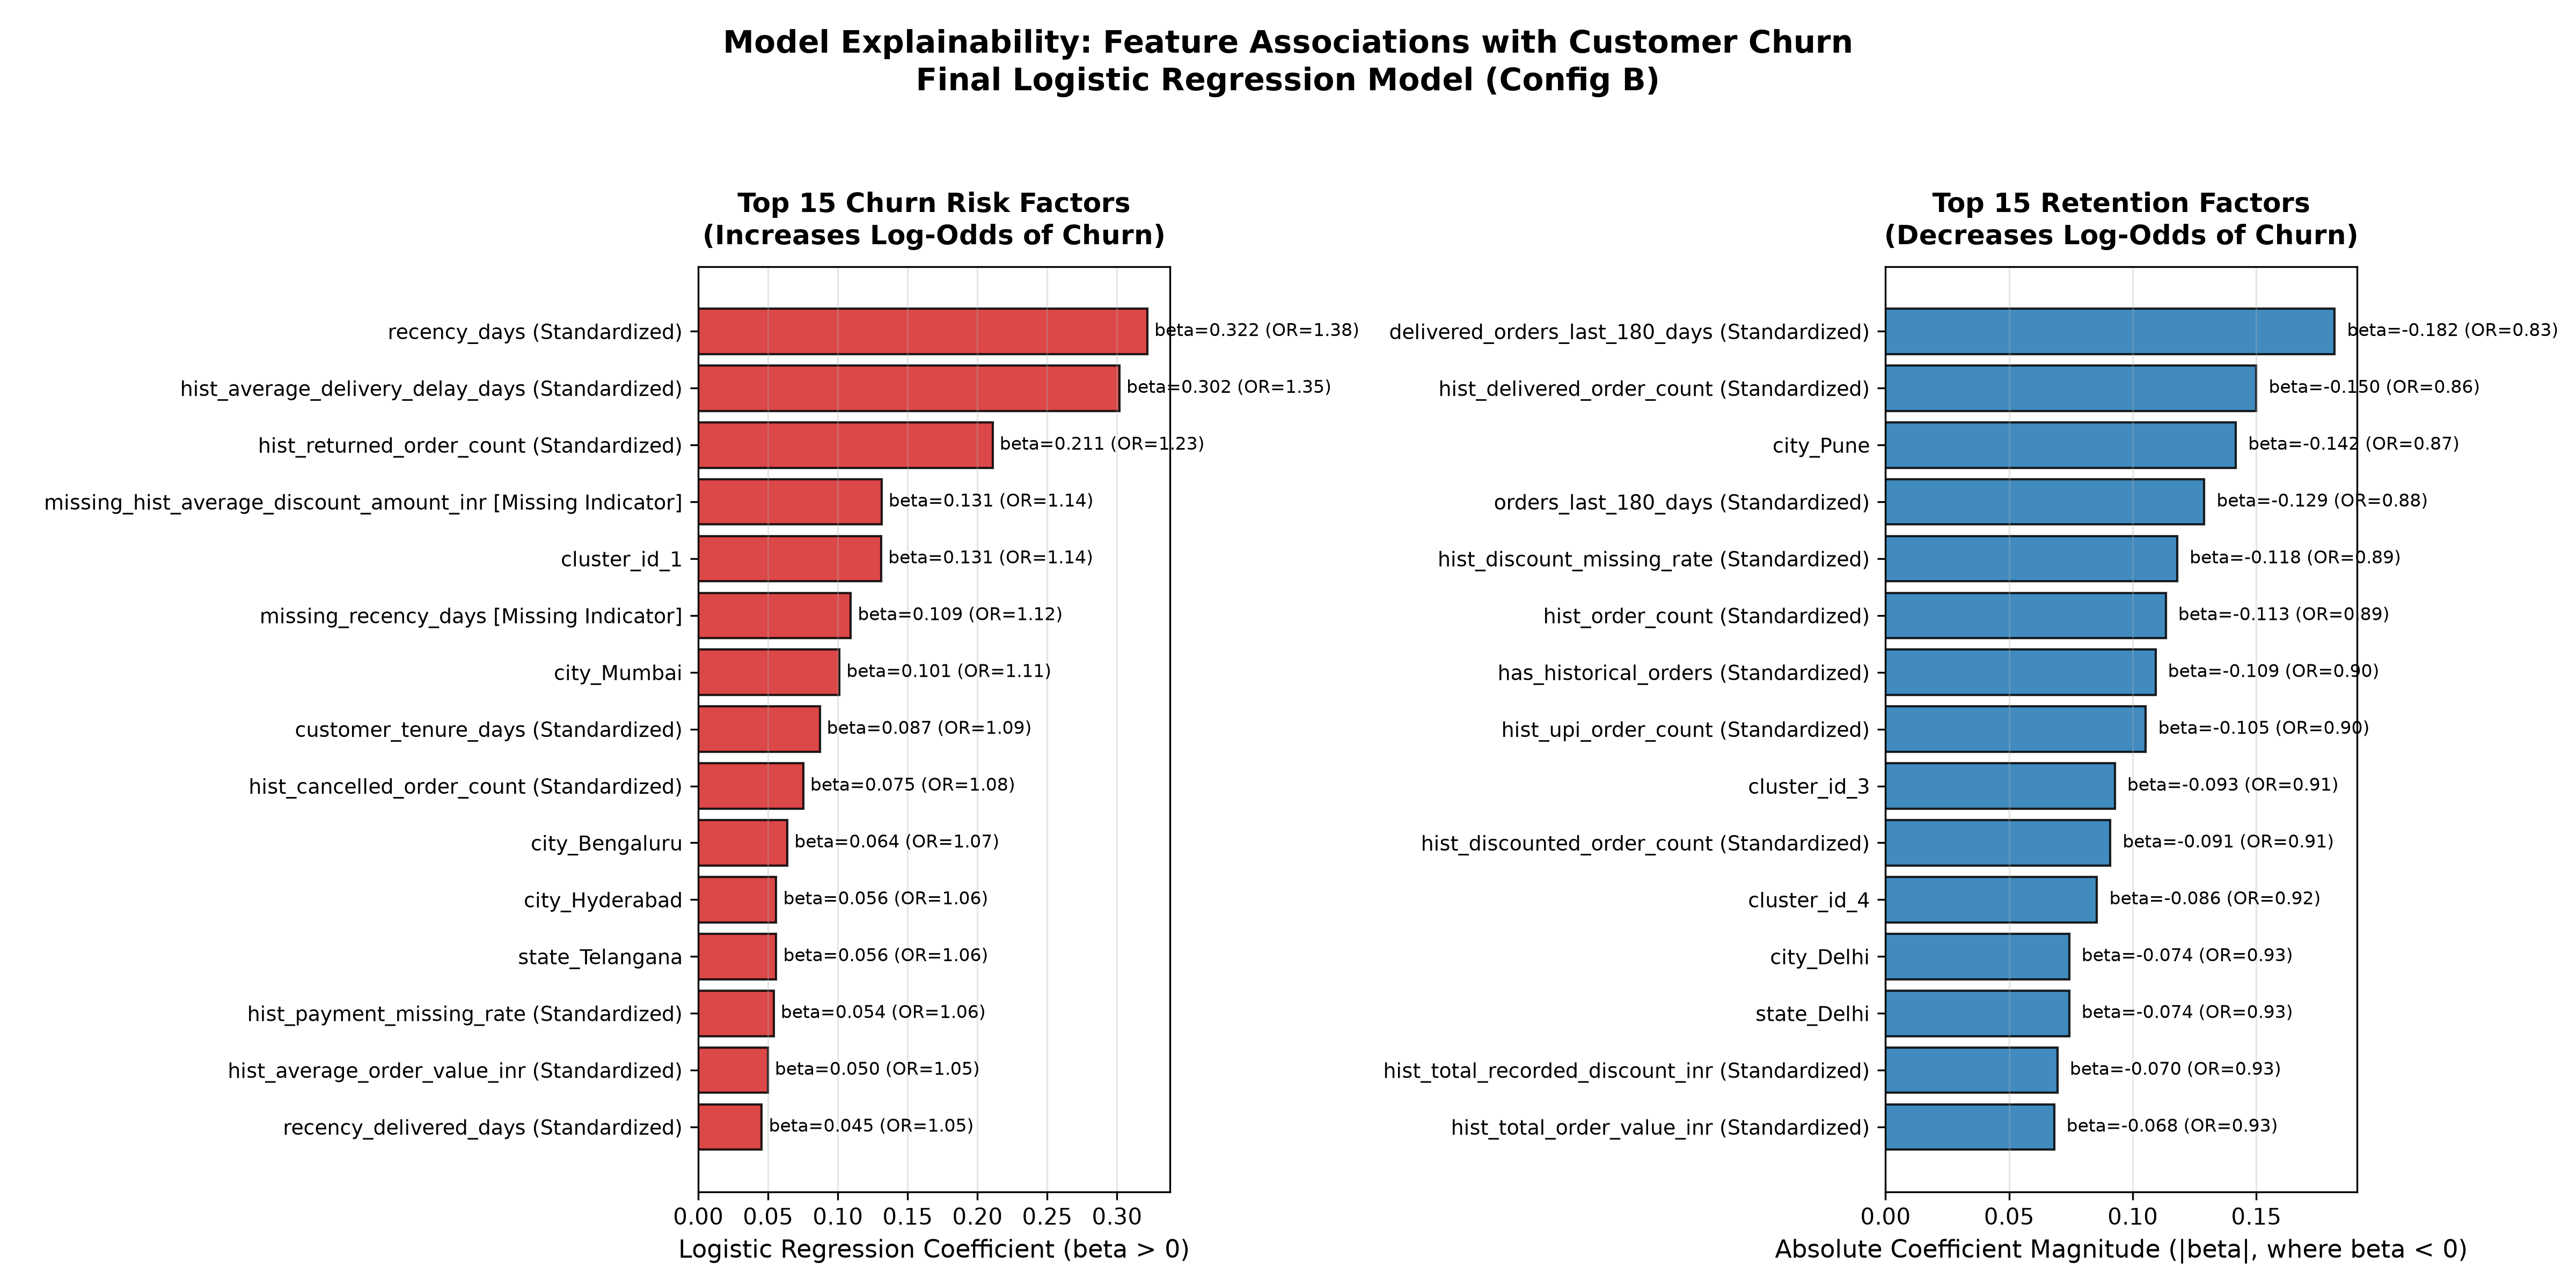 Model Explainability: Feature Associations with Customer Churn
Final Logistic Regression Model (Config B)
Top 15 Churn Risk Factors
(Increases Log-Odds of Churn)
recency_days (Standardized) beta=0.322 (OR=1.38)
hist_average_delivery_delay_days (Standardized) beta=0.302 (OR=1.35)
hist_returned_order_count (Standardized) beta=0.211 (OR=1.23)
missing_hist_average_discount_amount_inr [Missing Indicator] beta=0.131 (OR=1.14)
cluster_id_1 beta=0.131 (OR=1.14)
missing_recency_days [Missing Indicator] beta=0.109 (OR=1.12)
city_Mumbai beta=0.101 (OR=1.11)
customer_tenure_days (Standardized) beta=0.087 (OR=1.09)
hist_cancelled_order_count (Standardized) beta=0.075 (OR=1.08)
city_Bengaluru beta=0.064 (OR=1.07)
city_Hyderabad beta=0.056 (OR=1.06)
state_Telangana beta=0.056 (OR=1.06)
hist_payment_missing_rate (Standardized) beta=0.054 (OR=1.06)
hist_average_order_value_inr (Standardized) beta=0.050 (OR=1.05)
recency_delivered_days (Standardized) beta=0.045 (OR=1.05)
0.00 0.05 0.10 0.15 0.20 0.25 0.30
Logistic Regression Coefficient (beta > 0)
Top 15 Retention Factors
(Decreases Log-Odds of Churn)
delivered_orders_last_180_days (Standardized) beta=-0.182 (OR=0.83)
hist_delivered_order_count (Standardized) beta=-0.150 (OR=0.86)
city_Pune beta=-0.142 (OR=0.87)
orders_last_180_days (Standardized) beta=-0.129 (OR=0.88)
hist_discount_missing_rate (Standardized) beta=-0.118 (OR=0.89)
hist_order_count (Standardized) beta=-0.113 (OR=0.89)
has_historical_orders (Standardized) beta=-0.109 (OR=0.90)
hist_upi_order_count (Standardized) beta=-0.105 (OR=0.90)
cluster_id_3 beta=-0.093 (OR=0.91)
hist_discounted_order_count (Standardized) beta=-0.091 (OR=0.91)
cluster_id_4 beta=-0.086 (OR=0.92)
city_Delhi beta=-0.074 (OR=0.93)
state_Delhi beta=-0.074 (OR=0.93)
hist_total_recorded_discount_inr (Standardized) beta=-0.070 (OR=0.93)
hist_total_order_value_inr (Standardized) beta=-0.068 (OR=0.93)
0.00 0.05 0.10 0.15
Absolute Coefficient Magnitude (|beta|, where beta < 0)